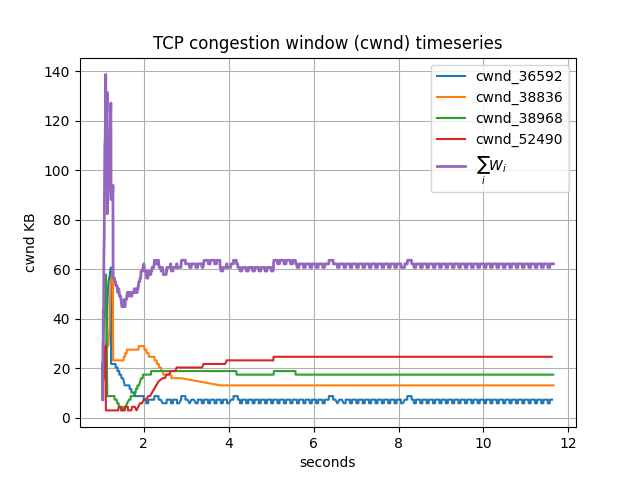 TCP congestion window (cwnd) timeseries
cwnd KB
140
120
100
80
60
40
20
0
cwnd_36592
cwnd_38836
cwnd_38968
cwnd_52490
∑ᵢ Wᵢ
2 4 6 8 10 12
seconds